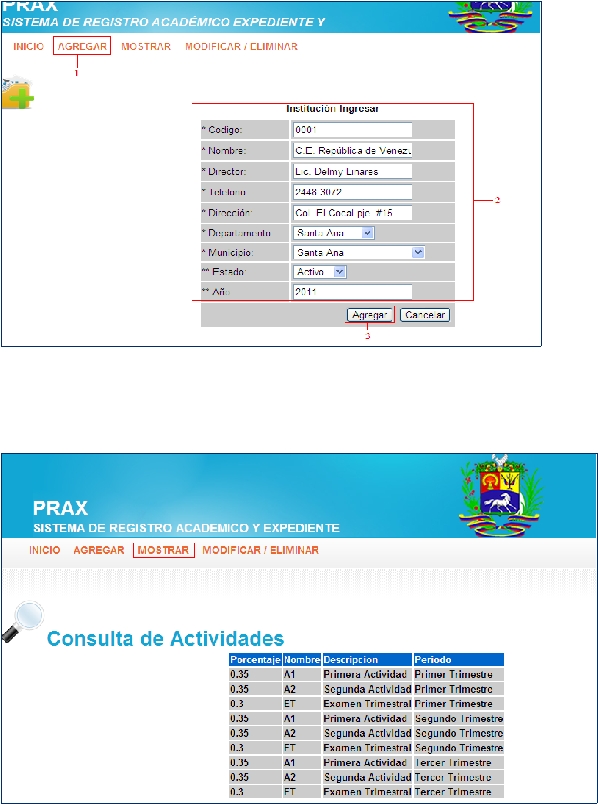 PRAX
SISTEMA DE REGISTRO ACADÉMICO EXPEDIENTE Y
INICIO AGREGAR MOSTRAR MODIFICAR / ELIMINAR
1
Institución Ingresar
* Codigo: 0001
* Nombre: C.E. República de Venezu
* Director: Lic. Delmy Linares
* Telefono: 2448-3072
2
* Dirección: Col. El Conal pje. #15
* Departamento: Santa Ana
* Municipio: Santa Ana
** Estado: Activo
** Año: 2011
Agregar Cancelar
3
PRAX
SISTEMA DE REGISTRO ACADEMICO Y EXPEDIENTE
INICIO AGREGAR MOSTRAR MODIFICAR / ELIMINAR
Consulta de Actividades
Porcentaje Nombre Descripcion Periodo
0.35 A1 Primera Actividad Primer Trimestre
0.35 A2 Segunda Actividad Primer Trimestre
0.3 ET Examen Trimestral Primer Trimestre
0.35 A1 Primera Actividad Segundo Trimestre
0.35 A2 Segunda Actividad Segundo Trimestre
0.3 ET Examen Trimestral Segundo Trimestre
0.35 A1 Primera Actividad Tercer Trimestre
0.35 A2 Segunda Actividad Tercer Trimestre
0.3 ET Examen Trimestral Tercer Trimestre